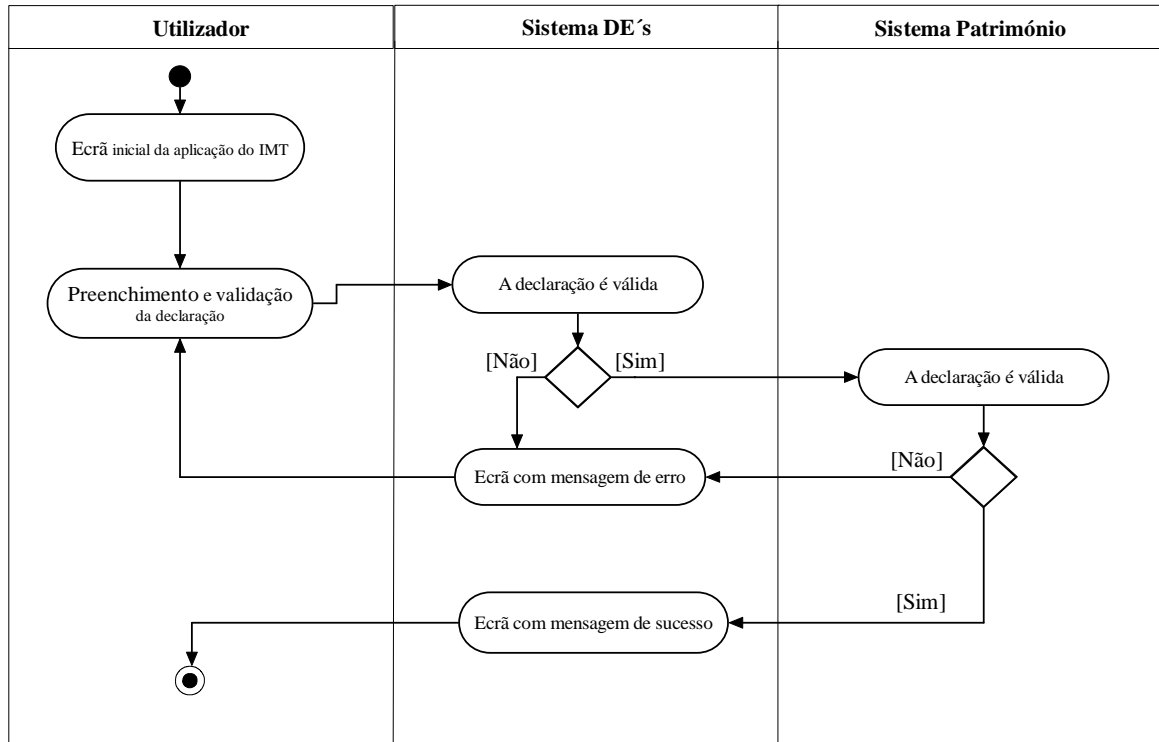 Utilizador
Sistema DE´s
Sistema Património
Ecrã inicial da aplicação do IMT
Preenchimento e validação
da declaração
A declaração é válida
[Não]
[Sim]
A declaração é válida
Ecrã com mensagem de erro
[Não]
[Sim]
Ecrã com mensagem de sucesso